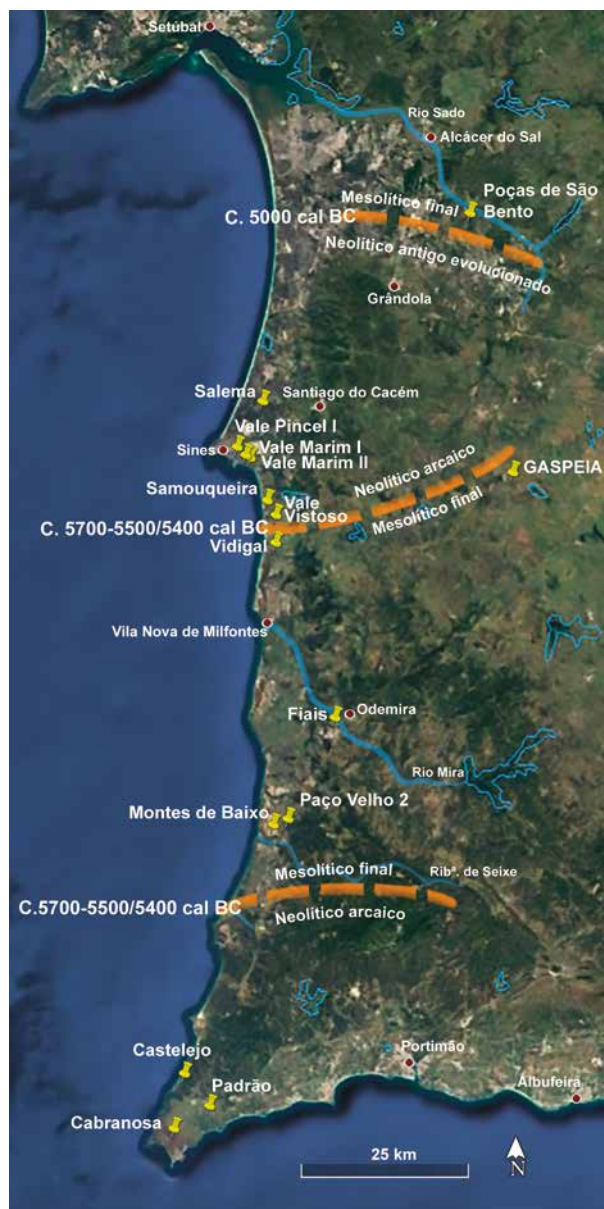 Setúbal
Rio Sado
Alcácer do Sal
Poças de São
Bento
Mesolítico final
C. 5000 cal BC
Neolítico antigo evolucionado
Grândola
Salema
Santiago do Cacém
Vale Pincel I
Sines
Vale Marim I
Vale Marim II
Neolítico arcaico
GASPEIA
Samouqueira
Vale
Vistoso
Mesolítico final
C. 5700-5500/5400 cal BC
Vidigal
Vila Nova de Milfontes
Fiais
Odemira
Rio Mira
Paço Velho 2
Montes de Baixo
Mesolítico final
Ribª. de Seixe
C.5700-5500/5400 cal BC
Neolítico arcaico
Castelejo
Portimão
Padrão
Albufeira
Cabranosa
25 km
N